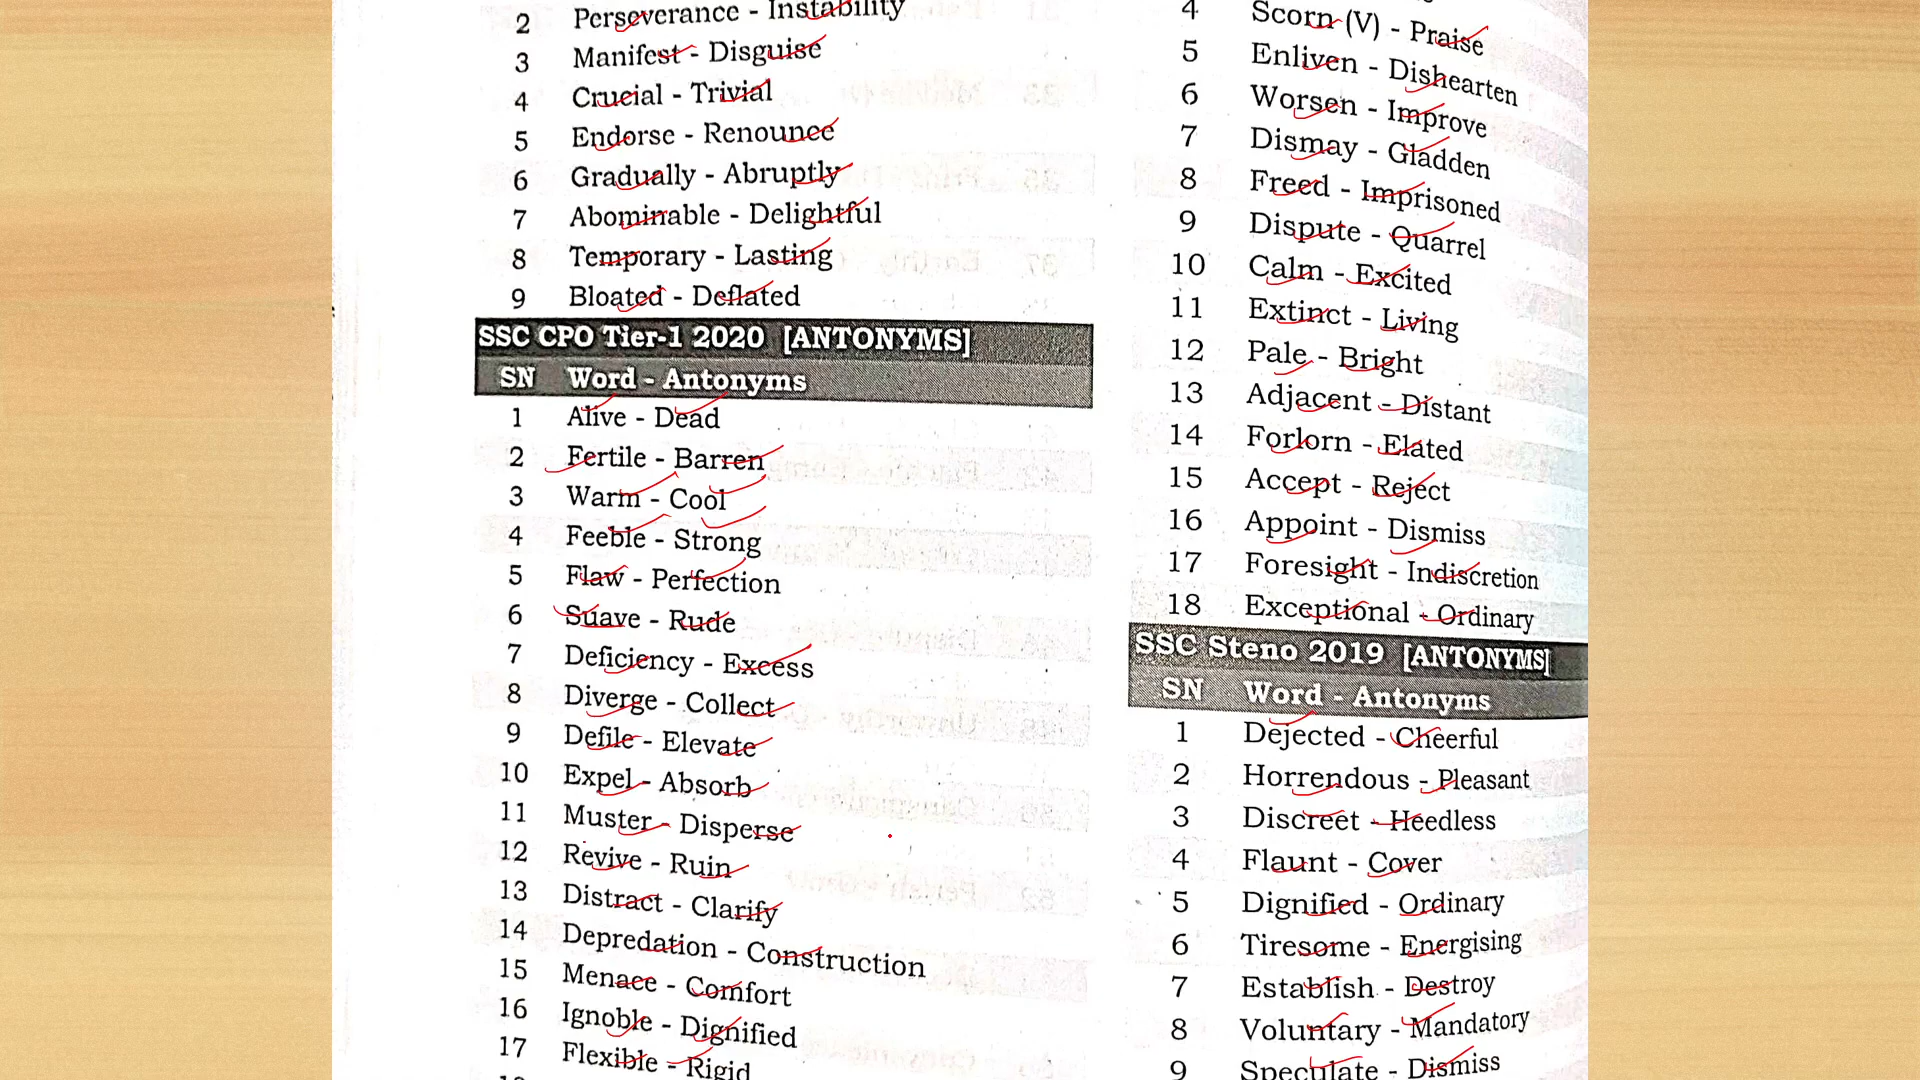 2 Perseverance - Instability
3 Manifest - Disguise
4 Crucial - Trivial
5 Endorse - Renounce
6 Gradually - Abruptly
7 Abominable - Delightful
8 Temporary - Lasting
9 Bloated - Deflated
SSC CPO Tier-1 2020 [ANTONYMS]
SN Word - Antonyms
1 Alive - Dead
2 Fertile - Barren
3 Warm - Cool
4 Feeble - Strong
5 Flaw - Perfection
6 Suave - Rude
7 Deficiency - Excess
8 Diverge - Collect
9 Defile - Elevate
10 Expel - Absorb
11 Muster - Disperse
12 Revive - Ruin
13 Distract - Clarify
14 Depredation - Construction
15 Menace - Comfort
16 Ignoble - Dignified
17 Flexible - Rigid
4 Scorn (V) - Praise
5 Enliven - Dishearten
6 Worsen - Improve
7 Dismay - Gladden
8 Freed - Imprisoned
9 Dispute - Quarrel
10 Calm - Excited
11 Extinct - Living
12 Pale - Bright
13 Adjacent - Distant
14 Forlorn - Elated
15 Accept - Reject
16 Appoint - Dismiss
17 Foresight - Indiscretion
18 Exceptional - Ordinary
SSC Steno 2019 [ANTONYMS]
SN Word - Antonyms
1 Dejected - Cheerful
2 Horrendous - Pleasant
3 Discreet - Heedless
4 Flaunt - Cover
5 Dignified - Ordinary
6 Tiresome - Energising
7 Establish - Destroy
8 Voluntary - Mandatory
9 Speculate - Dismiss